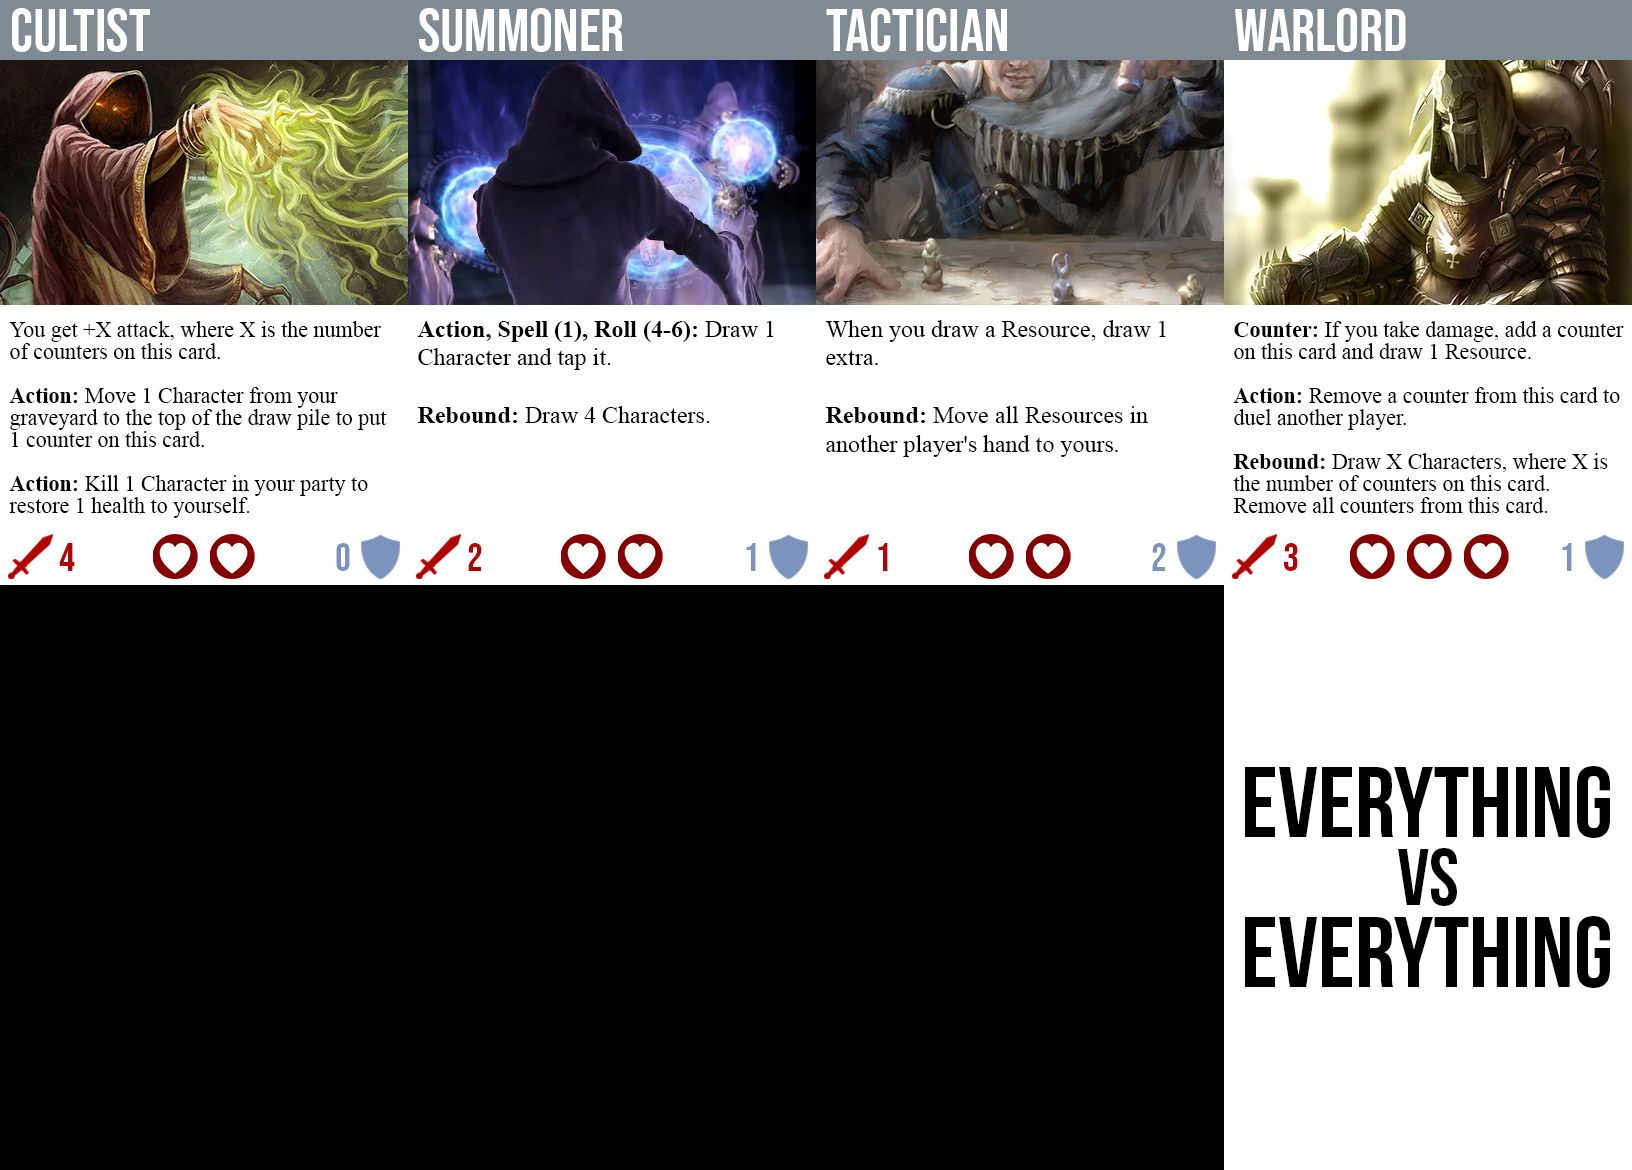 CULTIST
You get +X attack, where X is the number
of counters on this card.
Action: Move 1 Character from your
graveyard to the top of the draw pile to put
1 counter on this card.
Action: Kill 1 Character in your party to
restore 1 health to yourself.
4
0
SUMMONER
Action, Spell (1), Roll (4-6): Draw 1
Character and tap it.
Rebound: Draw 4 Characters.
2
1
TACTICIAN
When you draw a Resource, draw 1
extra.
Rebound: Move all Resources in
another player's hand to yours.
1
2
WARLORD
Counter: If you take damage, add a counter
on this card and draw 1 Resource.
Action: Remove a counter from this card to
duel another player.
Rebound: Draw X Characters, where X is
the number of counters on this card.
Remove all counters from this card.
3
1
EVERYTHING
VS
EVERYTHING